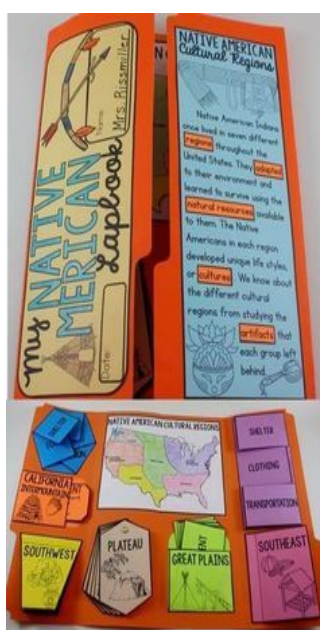 My NATIVE
AMERICAN
Lapbook
Name: Mrs. Rissmiller
Date:
NATIVE AMERICAN
Cultural Regions
Native American Indians
once lived in seven different
regions throughout the
United States. They adapted
to their environment and
learned to survive using the
natural resources available
to them. The Native
Americans in each region
developed unique life styles,
or cultures. We know about
the different cultural
regions from studying the
artifacts that
each group left
behind.
NATIVE AMERICAN CULTURAL REGIONS
SHELTER
CALIFORNIA
INTERMOUNTAIN
SHELTER
CLOTHING
TRANSPORTATION
SOUTHWEST
PLATEAU
GREAT PLAINS
SOUTHEAST